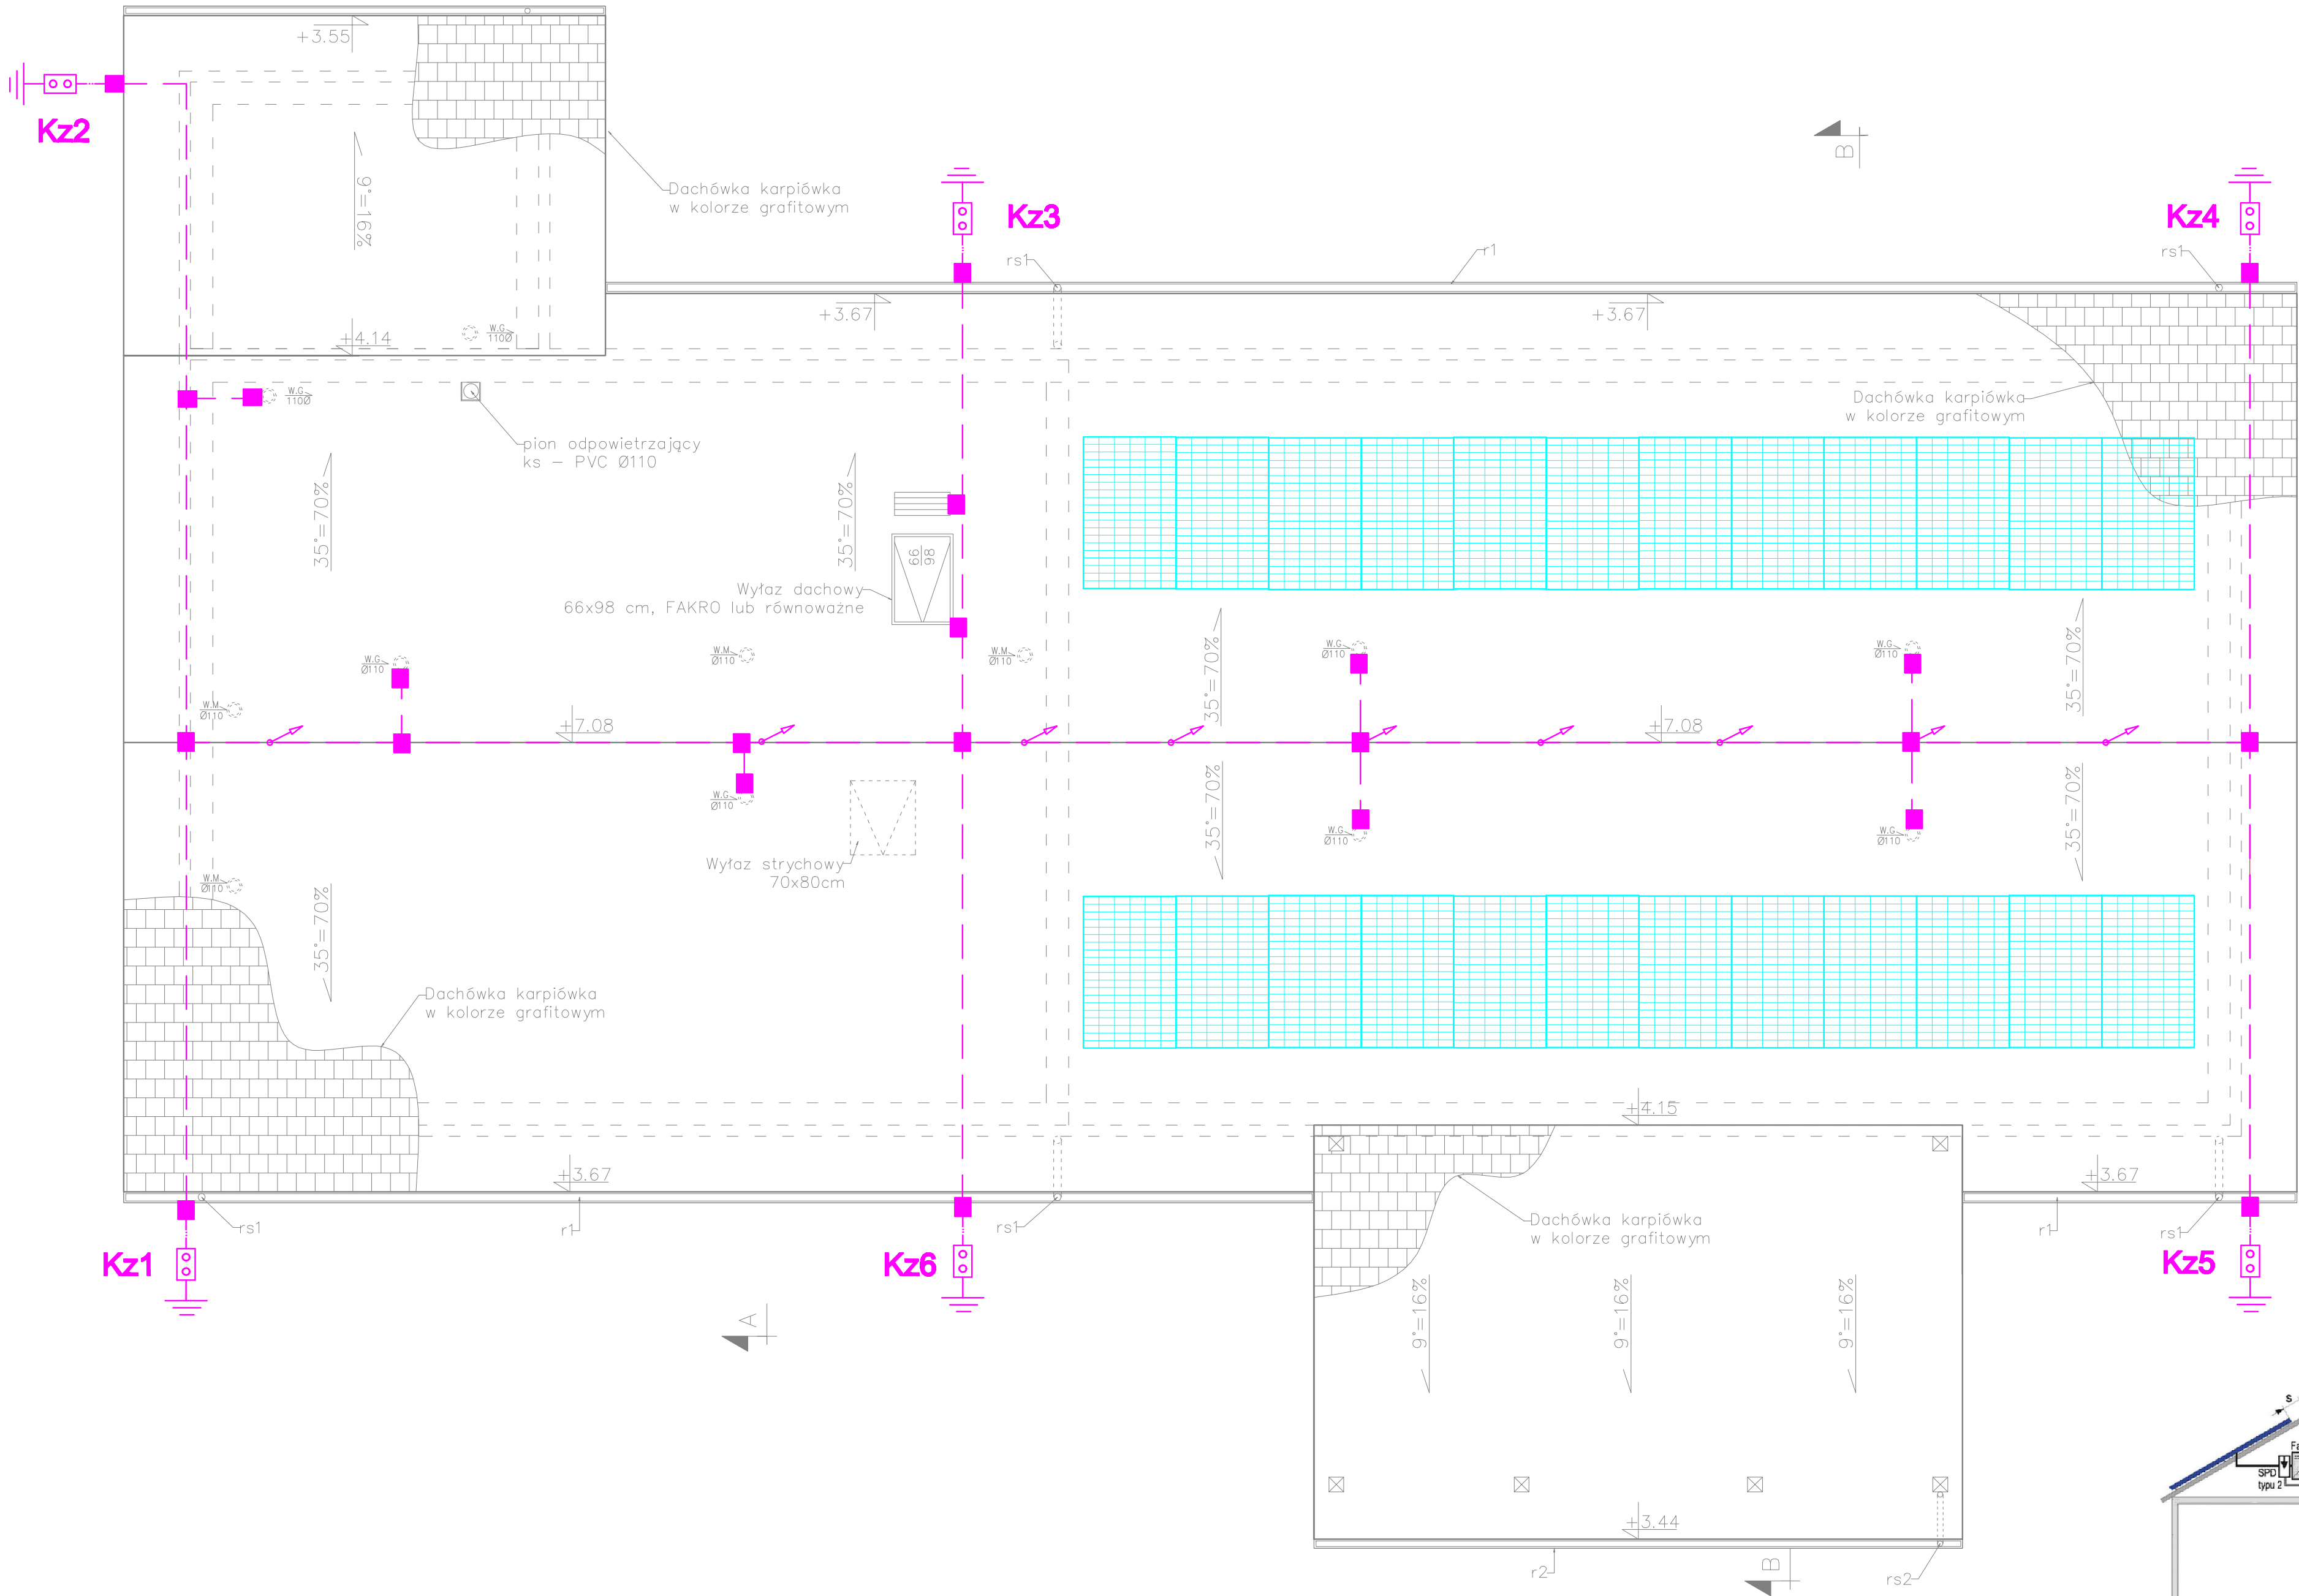 +3.55
Kz2
9.°=16%
Dachówka karpiówka
w kolorze grafitowym
B
Kz3
Kz4
rs1
r1
rs1
+3.67
+3.67
+4.14
W.G.
110Ø
W.G.
110Ø
Dachówka karpiówka
w kolorze grafitowym
pion odpowietrzający
ks - PVC Ø110
35°=70%
35°=70%
66
98
Wyłaz dachowy
66x98 cm, FAKRO lub równoważne
W.G.
Ø110
W.M.
Ø110
W.M.
Ø110
W.G.
Ø110
W.G.
Ø110
35°=70%
35°=70%
W.M.
Ø110
+7.08
+7.08
W.G.
Ø110
35°=70%
35°=70%
W.G.
Ø110
W.G.
Ø110
Wyłaz strychowy
70x80cm
W.M.
Ø110
35°=70%
Dachówka karpiówka
w kolorze grafitowym
+4.15
+3.67
+3.67
rs1
r1
rs1
r1
rs1
Dachówka karpiówka
w kolorze grafitowym
Kz1
Kz6
Kz5
A
9°=16%
9°=16%
9°=16%
s
SPD
typu 2
+3.44
r2
B
rs2